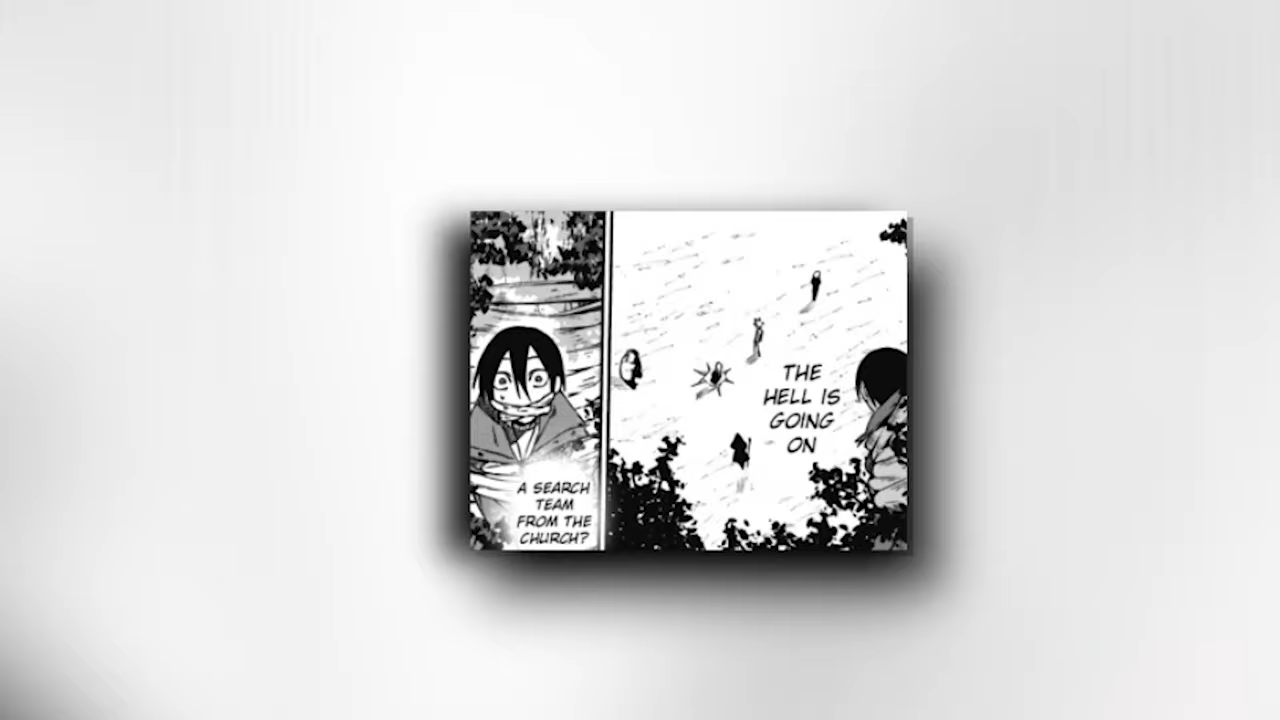 A SEARCH
TEAM
FROM THE
CHURCH?
THE
HELL IS
GOING
ON